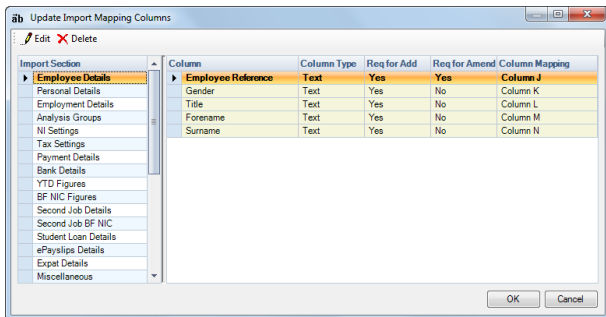 äb Update Import Mapping Columns
Edit Delete
Import Section Column Column Type Req for Add Req for Amend Column Mapping
Employee Details Employee Reference Text Yes Yes Column J
Personal Details Gender Text Yes No Column K
Employment Details Title Text Yes No Column L
Analysis Groups Forename Text Yes No Column M
NI Settings Surname Text Yes No Column N
Tax Settings
Payment Details
Bank Details
YTD Figures
BF NIC Figures
Second Job Details
Second Job BF NIC
Student Loan Details
ePayslips Details
Expat Details
Miscellaneous
OK Cancel